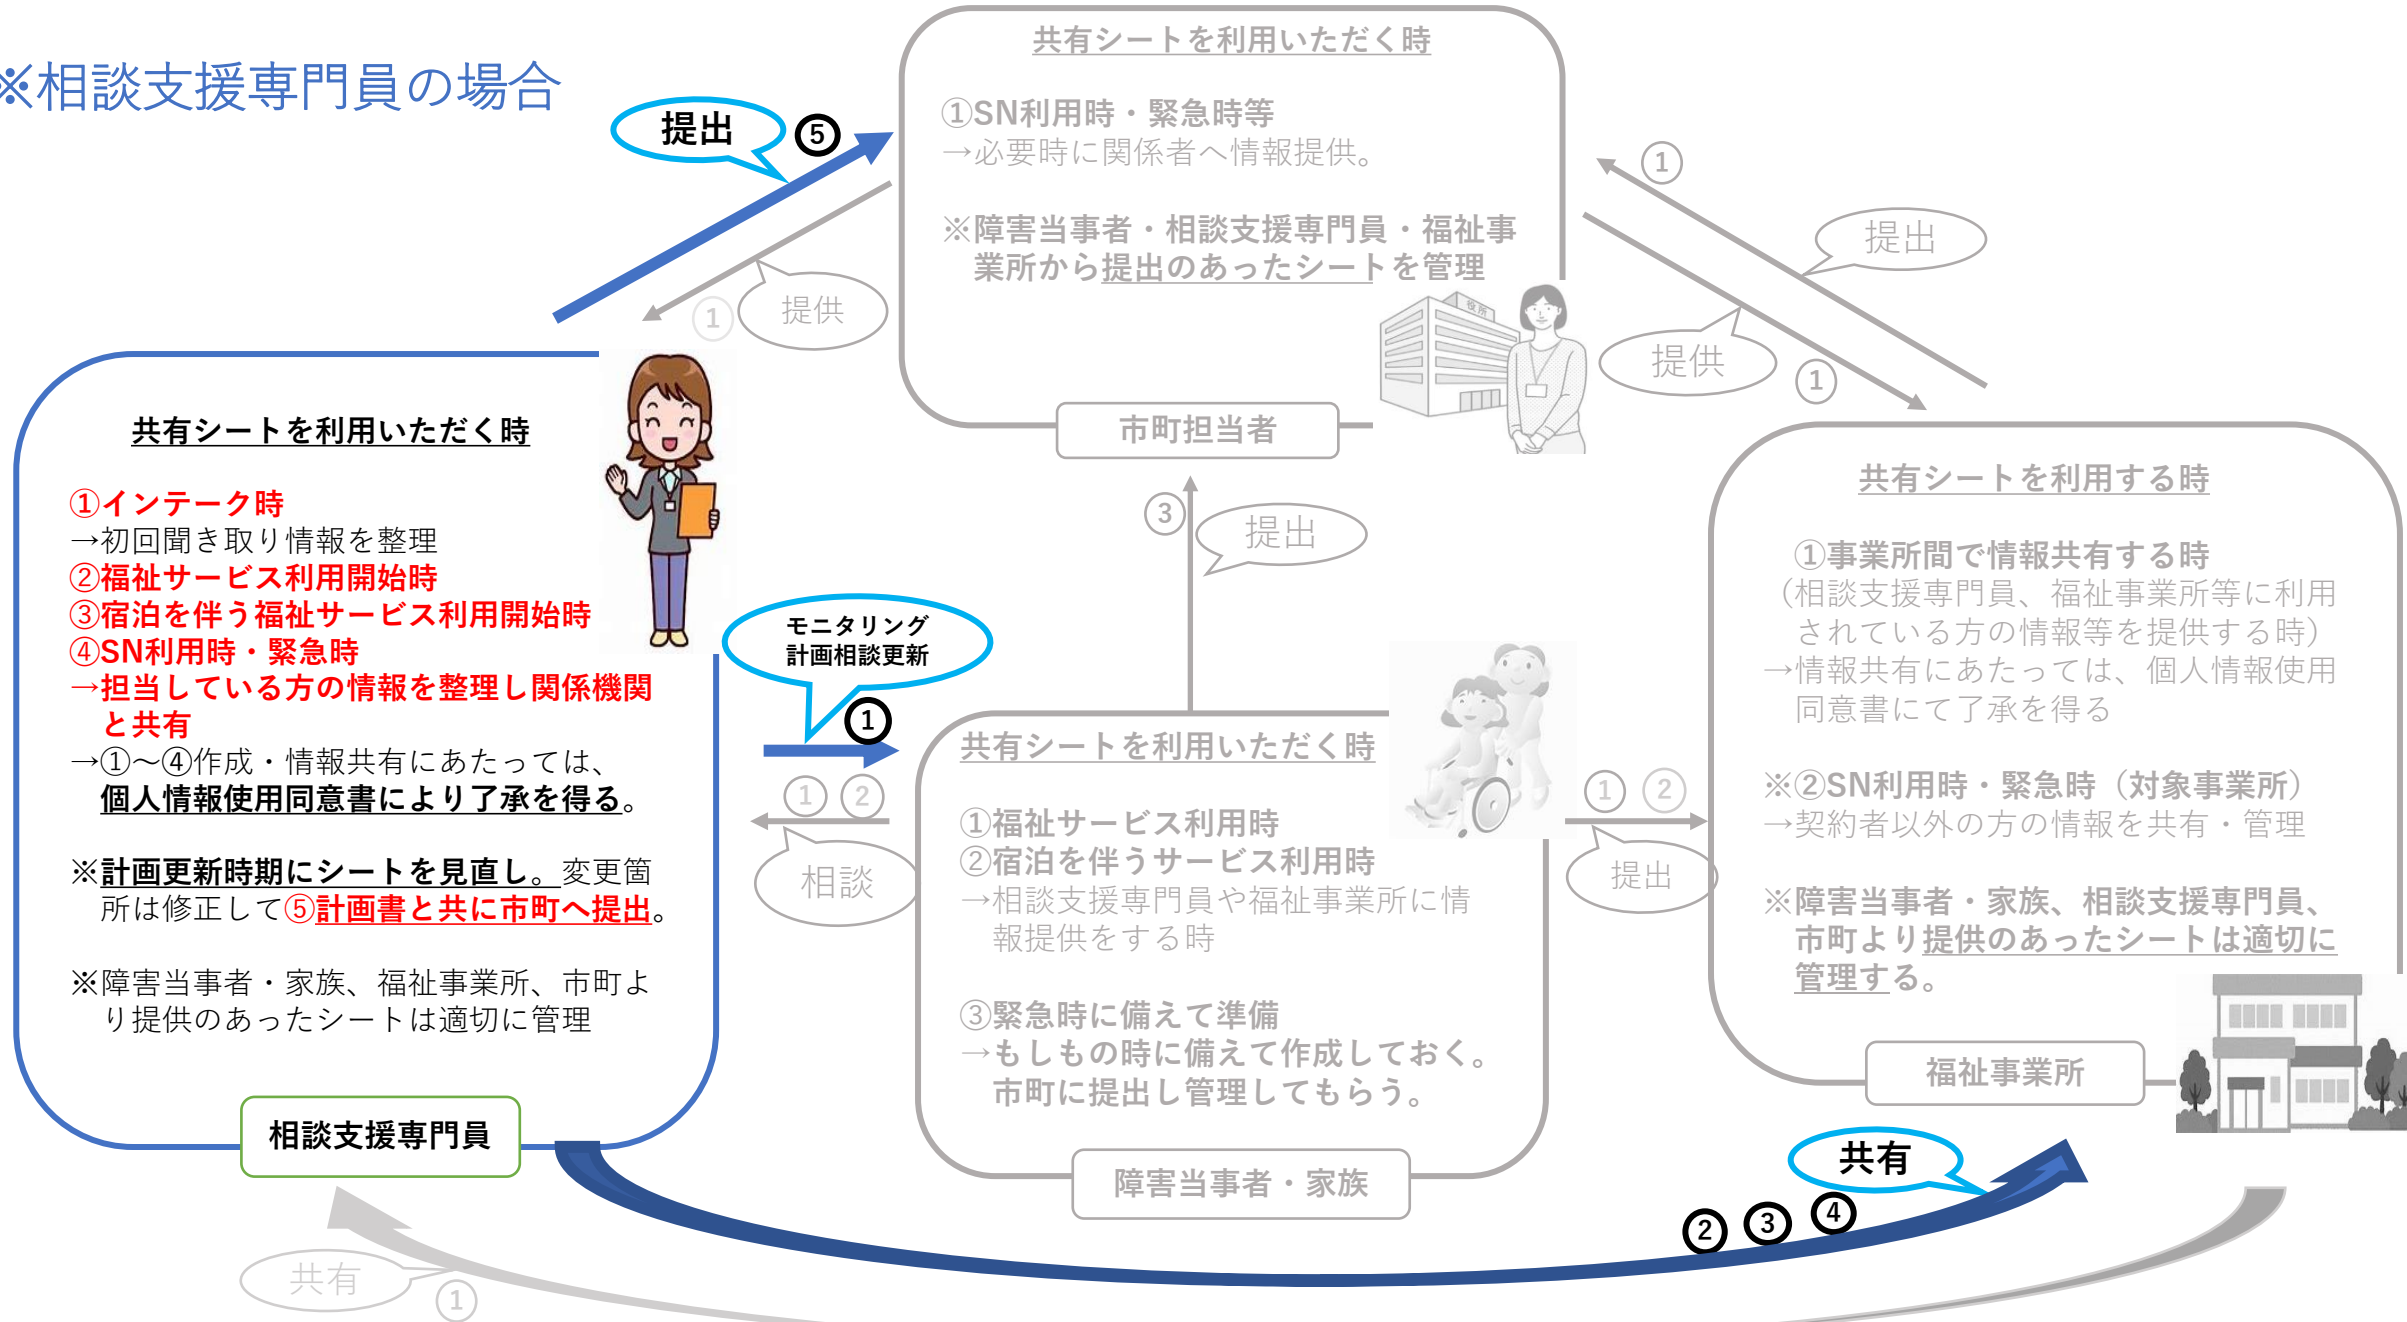 ※相談支援専門員の場合
提出
⑤
共有シートを利用いただく時
①SN利用時・緊急時等
→必要時に関係者へ情報提供。
※障害当事者・相談支援専門員・福祉事
業所から提出のあったシートを管理
役所
市町担当者
提供
①
①
提出
提供
①
共有シートを利用いただく時
①インテーク時
→初回聞き取り情報を整理
②福祉サービス利用開始時
③宿泊を伴う福祉サービス利用開始時
④SN利用時・緊急時
→担当している方の情報を整理し関係機関
と共有
→①～④作成・情報共有にあたっては、
個人情報使用同意書により了承を得る。
※計画更新時期にシートを見直し。変更箇
所は修正して⑤計画書と共に市町へ提出。
※障害当事者・家族、福祉事業所、市町よ
り提供のあったシートは適切に管理
相談支援専門員
モニタリング
計画相談更新
①
① ②
相談
③
提出
共有シートを利用いただく時
①福祉サービス利用時
②宿泊を伴うサービス利用時
→相談支援専門員や福祉事業所に情
報提供をする時
③緊急時に備えて準備
→もしもの時に備えて作成しておく。
市町に提出し管理してもらう。
障害当事者・家族
① ②
提出
共有シートを利用する時
①事業所間で情報共有する時
（相談支援専門員、福祉事業所等に利用
されている方の情報等を提供する時）
→情報共有にあたっては、個人情報使用
同意書にて了承を得る
※②SN利用時・緊急時（対象事業所）
→契約者以外の方の情報を共有・管理
※障害当事者・家族、相談支援専門員、
市町より提供のあったシートは適切に
管理する。
福祉事業所
共有
② ③ ④
共有
①